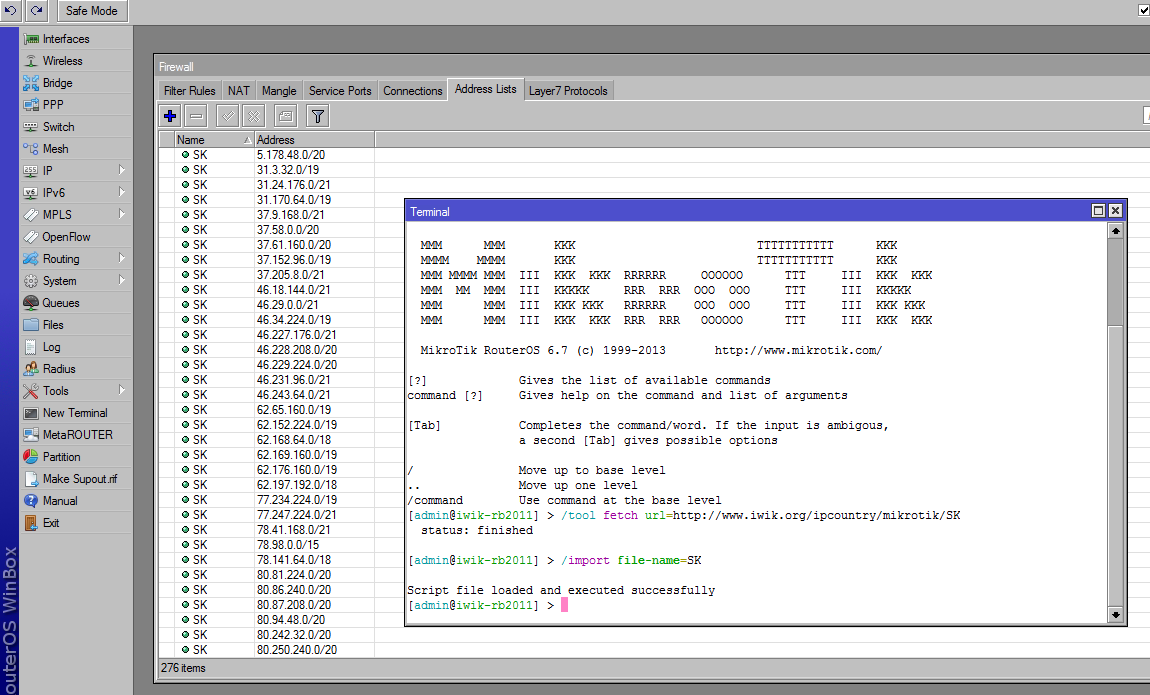 Safe Mode
Interfaces
Wireless
Bridge
PPP
Switch
Mesh
IP
IPv6
MPLS
OpenFlow
Routing
System
Queues
Files
Log
Radius
Tools
New Terminal
MetaROUTER
Partition
Make Supout.rif
Manual
Exit
outerOS WinBox
Firewall
Filter Rules NAT Mangle Service Ports Connections Address Lists Layer7 Protocols
Name Address
SK 5.178.48.0/20
SK 31.3.32.0/19
SK 31.24.176.0/21
SK 31.170.64.0/19
SK 37.9.168.0/21
SK 37.58.0.0/20
SK 37.61.160.0/20
SK 37.152.96.0/19
SK 37.205.8.0/21
SK 46.18.144.0/21
SK 46.29.0.0/21
SK 46.34.224.0/19
SK 46.227.176.0/21
SK 46.228.208.0/20
SK 46.229.224.0/20
SK 46.231.96.0/21
SK 46.243.64.0/21
SK 62.65.160.0/19
SK 62.152.224.0/19
SK 62.168.64.0/18
SK 62.169.160.0/19
SK 62.176.160.0/19
SK 62.197.192.0/18
SK 77.234.224.0/19
SK 77.247.224.0/21
SK 78.41.168.0/21
SK 78.98.0.0/15
SK 78.141.64.0/18
SK 80.81.224.0/20
SK 80.86.240.0/20
SK 80.87.208.0/20
SK 80.94.48.0/20
SK 80.242.32.0/20
SK 80.250.240.0/20
276 items
Terminal
MMM MMM KKK TTTTTTTTTTT KKK
MMMM MMMM KKK TTTTTTTTTTT KKK
MMM MMMM MMM III KKK KKK RRRRRR OOOOOO TTT III KKK KKK
MMM MM MMM III KKKKK RRR RRR OOO OOO TTT III KKKKK
MMM MMM III KKK KKK RRRRRR OOO OOO TTT III KKK KKK
MMM MMM III KKK KKK RRR RRR OOOOOO TTT III KKK KKK
MikroTik RouterOS 6.7 (c) 1999-2013 http://www.mikrotik.com/
[?] Gives the list of available commands
command [?] Gives help on the command and list of arguments
[Tab] Completes the command/word. If the input is ambigous,
a second [Tab] gives possible options
/ Move up to base level
.. Move up one level
/command Use command at the base level
[admin@iwik-rb2011] > /tool fetch url=http://www.iwik.org/ipcountry/mikrotik/SK
status: finished
[admin@iwik-rb2011] > /import file-name=SK
Script file loaded and executed successfully
[admin@iwik-rb2011] >